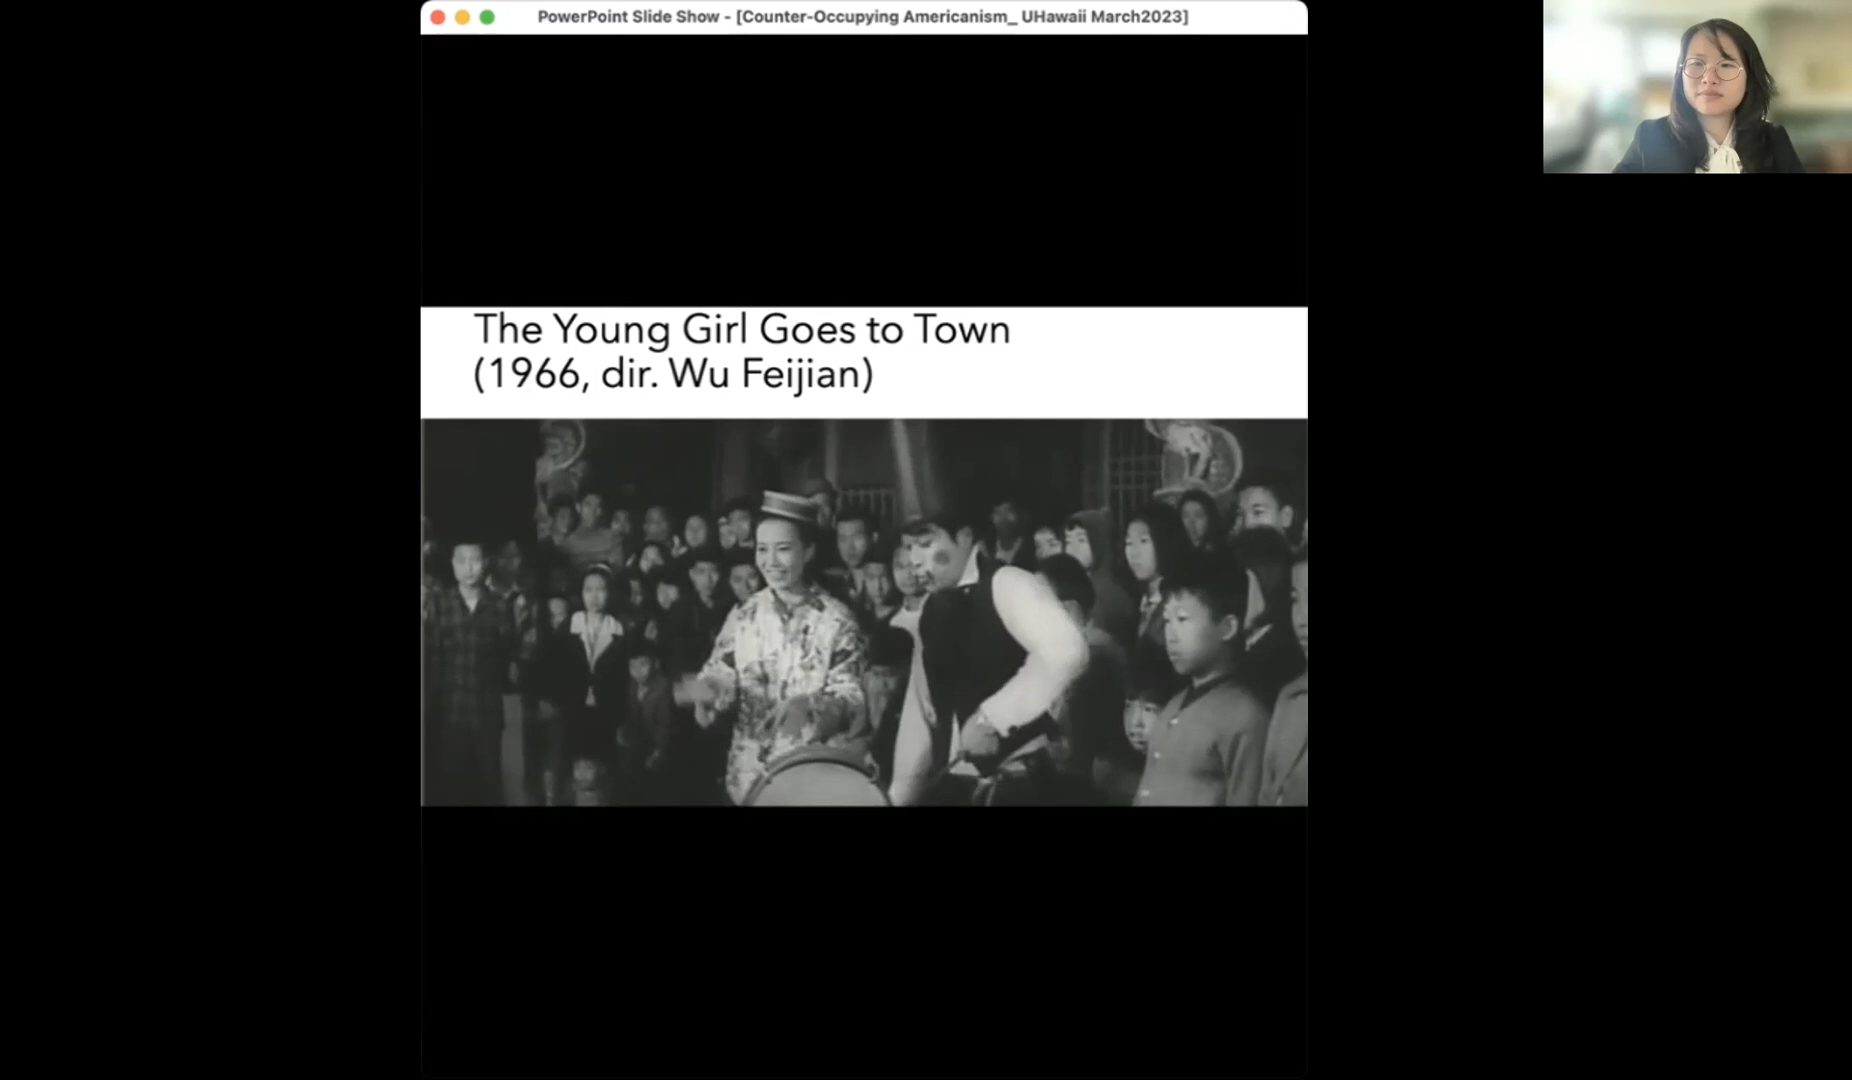 PowerPoint Slide Show - [Counter-Occupying Americanism_ UHawaii March2023]
The Young Girl Goes to Town
(1966, dir. Wu Feijian)